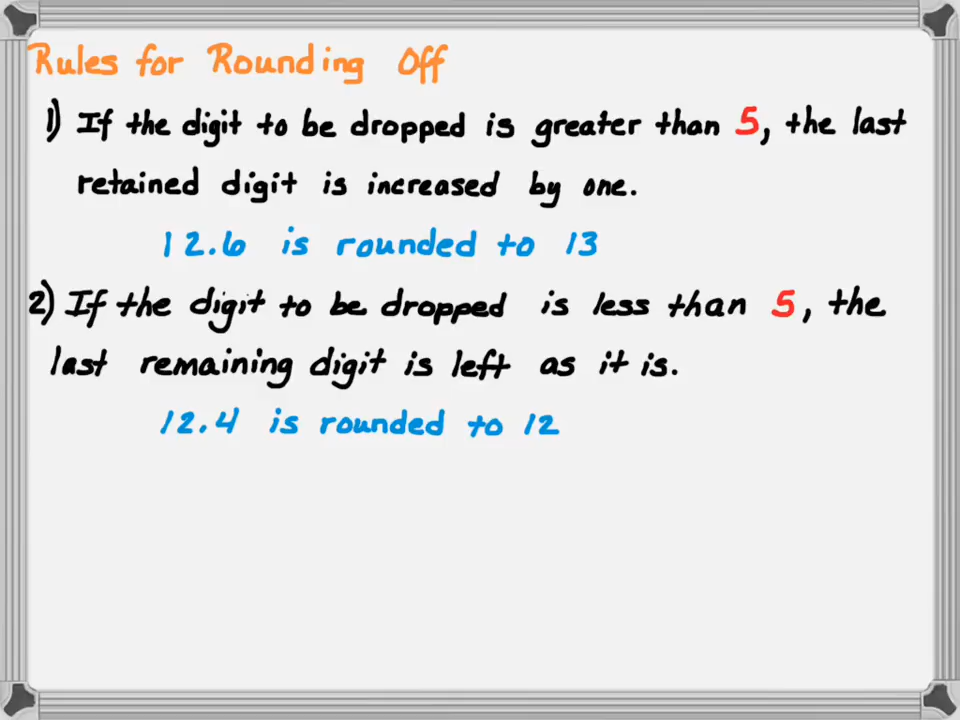 Rules for Rounding Off
1) If the digit to be dropped is greater than 5, the last
retained digit is increased by one.
12.6 is rounded to 13
2) If the digit to be dropped is less than 5, the
last remaining digit is left as it is.
12.4 is rounded to 12